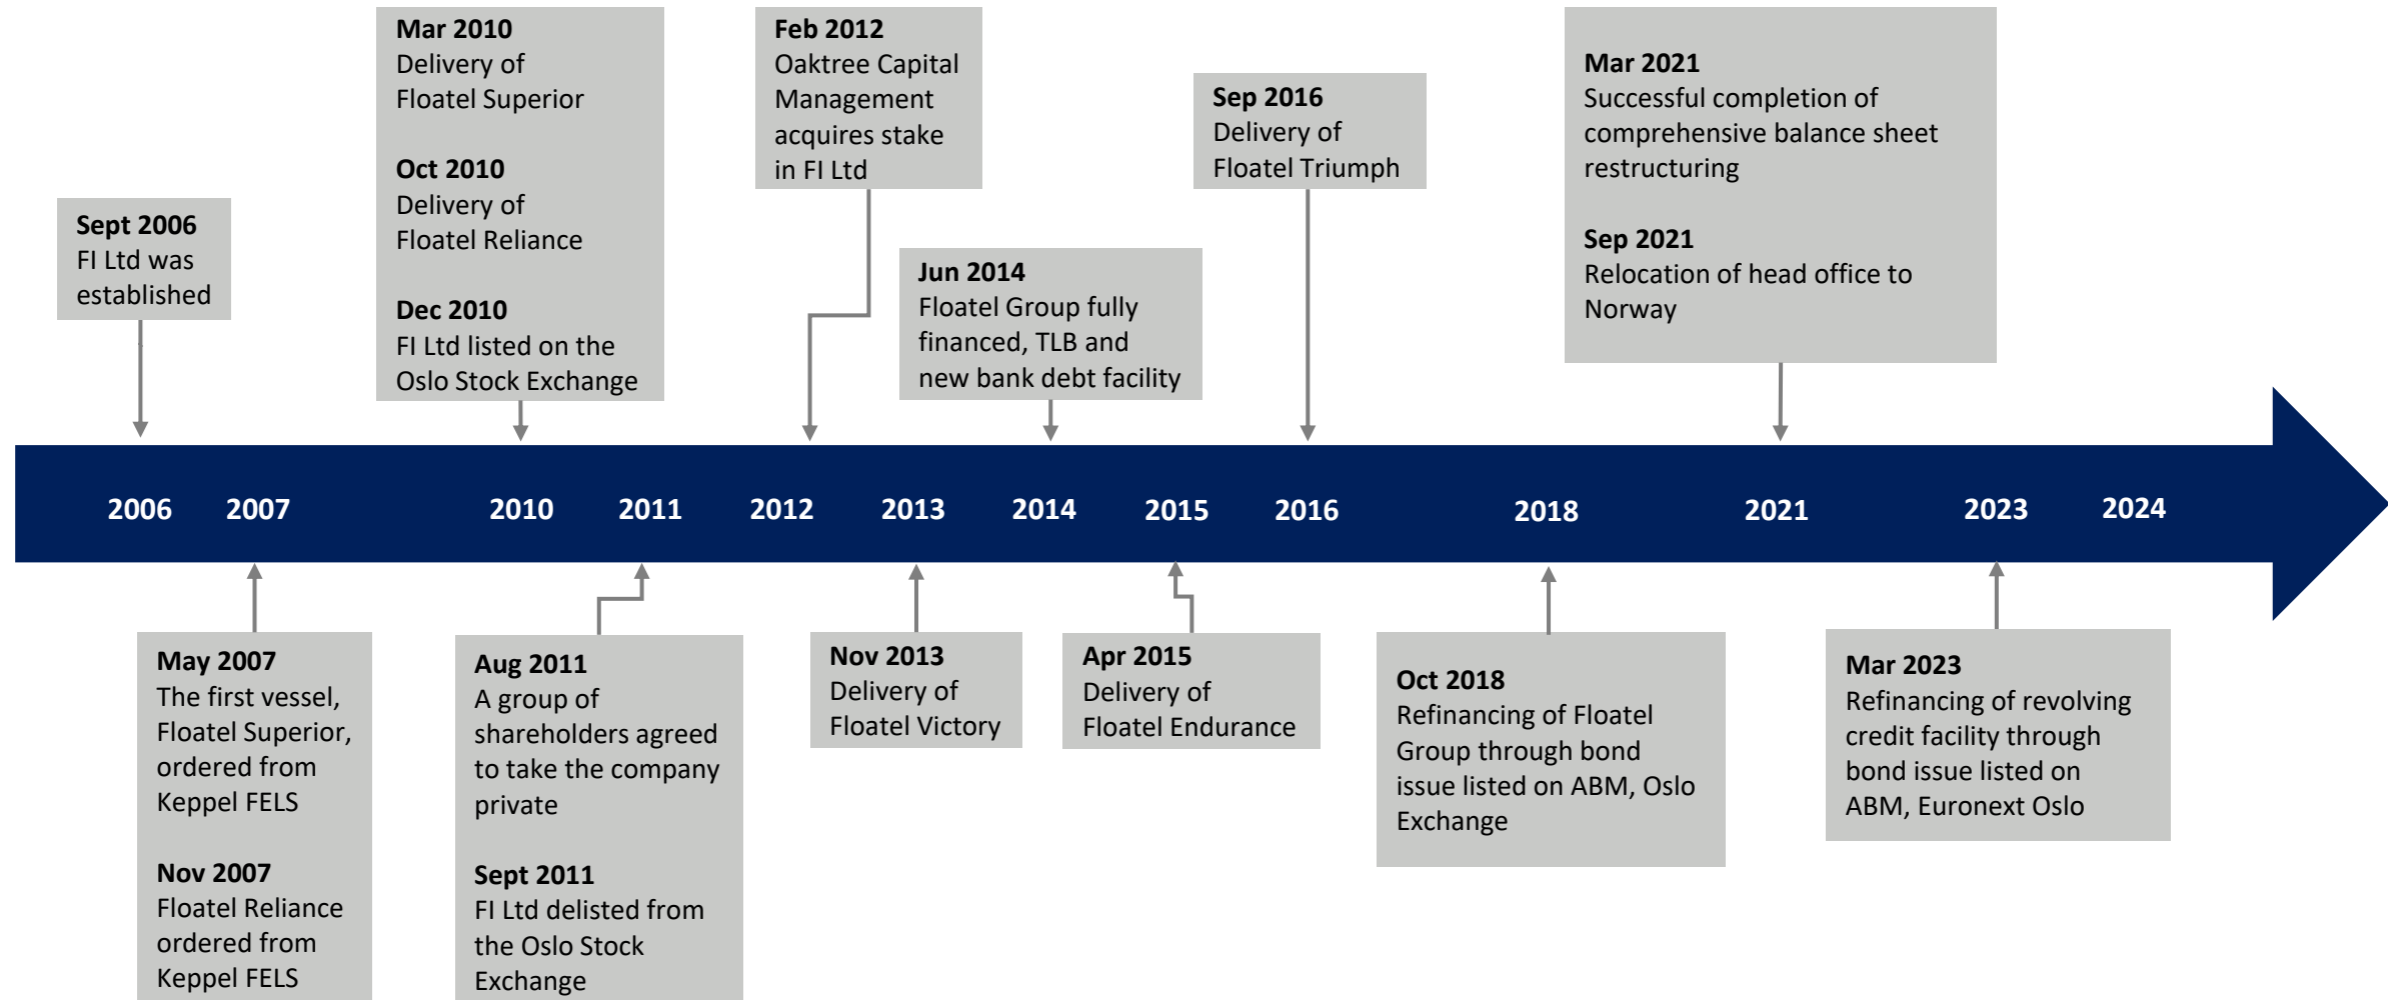 Mar 2010
Delivery of
Floatel Superior
Oct 2010
Delivery of
Floatel Reliance
Dec 2010
FI Ltd listed on the
Oslo Stock Exchange
Feb 2012
Oaktree Capital
Management
acquires stake
in FI Ltd
Sep 2016
Delivery of
Floatel Triumph
Mar 2021
Successful completion of
comprehensive balance sheet
restructuring
Sep 2021
Relocation of head office to
Norway
Sept 2006
FI Ltd was
established
Jun 2014
Floatel Group fully
financed, TLB and
new bank debt facility
2006 2007 2010 2011 2012 2013 2014 2015 2016 2018 2021 2023 2024
May 2007
The first vessel,
Floatel Superior,
ordered from
Keppel FELS
Nov 2007
Floatel Reliance
ordered from
Keppel FELS
Aug 2011
A group of
shareholders agreed
to take the company
private
Sept 2011
FI Ltd delisted from
the Oslo Stock
Exchange
Nov 2013
Delivery of
Floatel Victory
Apr 2015
Delivery of
Floatel Endurance
Oct 2018
Refinancing of Floatel
Group through bond
issue listed on ABM, Oslo
Exchange
Mar 2023
Refinancing of revolving
credit facility through
bond issue listed on
ABM, Euronext Oslo